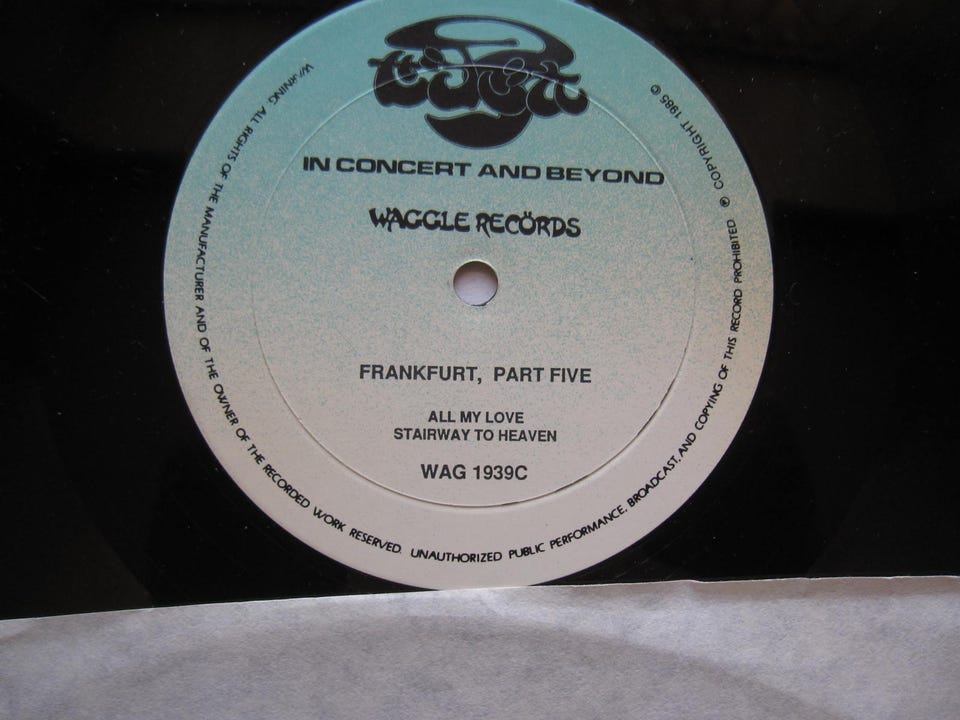 IN CONCERT AND BEYOND
WAGGLE RECÖRDS
FRANKFURT, PART FIVE
ALL MY LOVE
STAIRWAY TO HEAVEN
WAG 1939C
WARNING. ALL RIGHTS OF THE MANUFACTURER AND OF THE OWNER OF THE RECORDED WORK RESERVED. UNAUTHORIZED PUBLIC PERFORMANCE, BROADCAST, AND COPYING OF THIS RECORD PROHIBITED ℗ COPYRIGHT 1985 ©